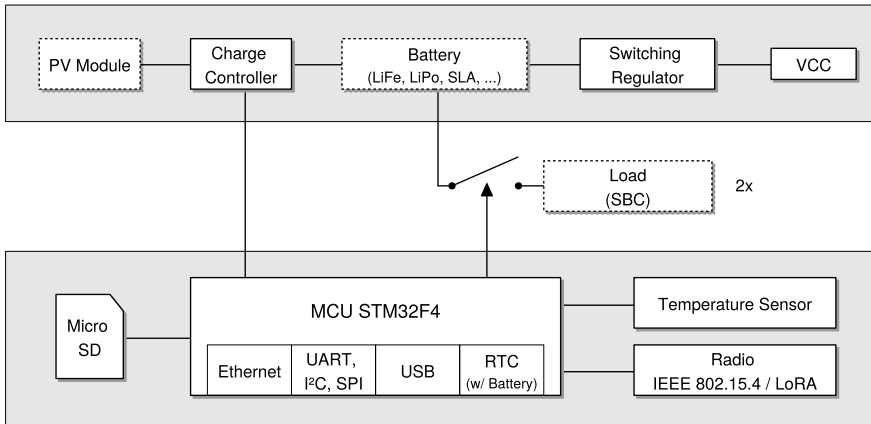 PV Module
Charge
Controller
Battery
(LiFe, LiPo, SLA, ...)
Switching
Regulator
VCC
Load
(SBC)
2x
Micro
SD
MCU STM32F4
Ethernet
UART,
I²C, SPI
USB
RTC
(w/ Battery)
Temperature Sensor
Radio
IEEE 802.15.4 / LoRA